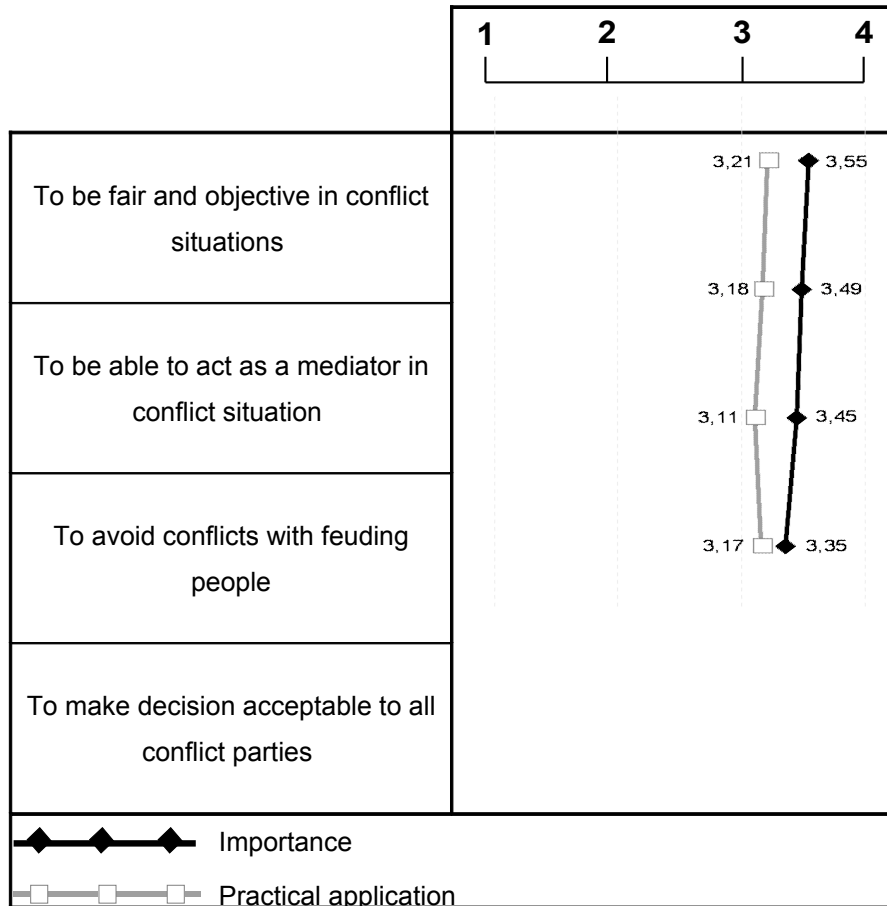 1 2 3 4
To be fair and objective in conflict
situations
3,21 3,55
3,18 3,49
To be able to act as a mediator in
conflict situation
3,11 3,45
To avoid conflicts with feuding
people
3,17 3,35
To make decision acceptable to all
conflict parties
Importance
Practical application